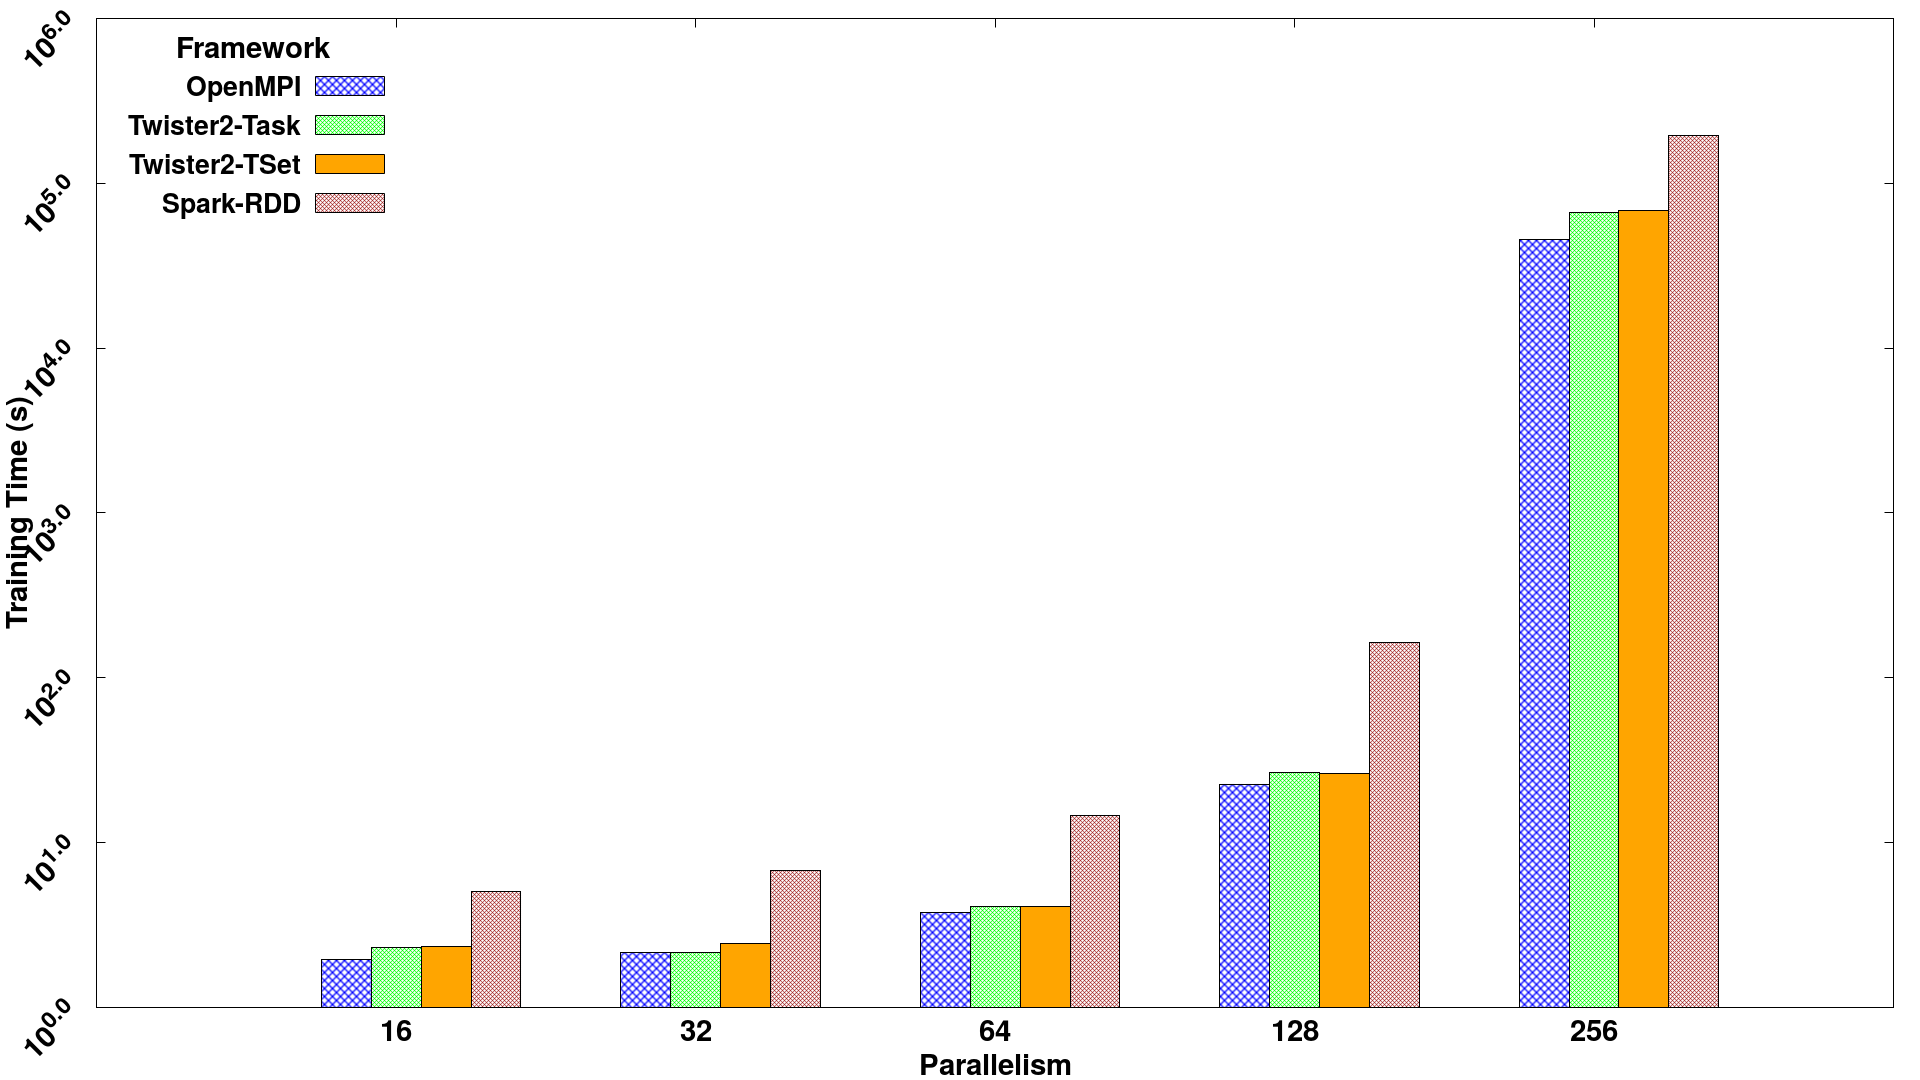 Framework
OpenMPI
Twister2-Task
Twister2-TSet
Spark-RDD
Training Time (s)
10^6.0
10^5.0
10^4.0
10^3.0
10^2.0
10^1.0
10^0.0
16 32 64 128 256
Parallelism